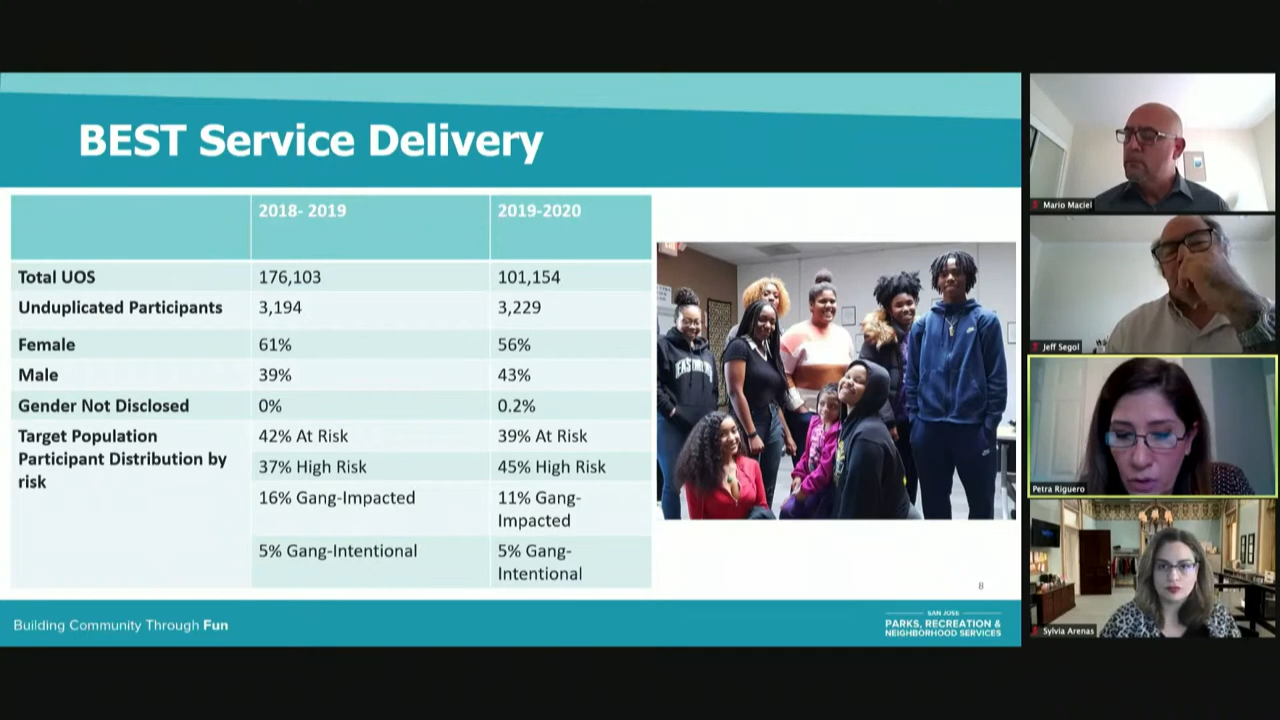 BEST Service Delivery
2018- 2019
2019-2020
Total UOS
176,103
101,154
Unduplicated Participants
3,194
3,229
Female
61%
56%
Male
39%
43%
Gender Not Disclosed
0%
0.2%
Target Population
Participant Distribution by
risk
42% At Risk
39% At Risk
37% High Risk
45% High Risk
16% Gang-Impacted
11% Gang-
Impacted
5% Gang-Intentional
5% Gang-
Intentional
8
Building Community Through Fun
SAN JOSE
PARKS, RECREATION &
NEIGHBORHOOD SERVICES
Mario Maciel
Jeff Segol
Petra Riguero
Sylvia Arenas